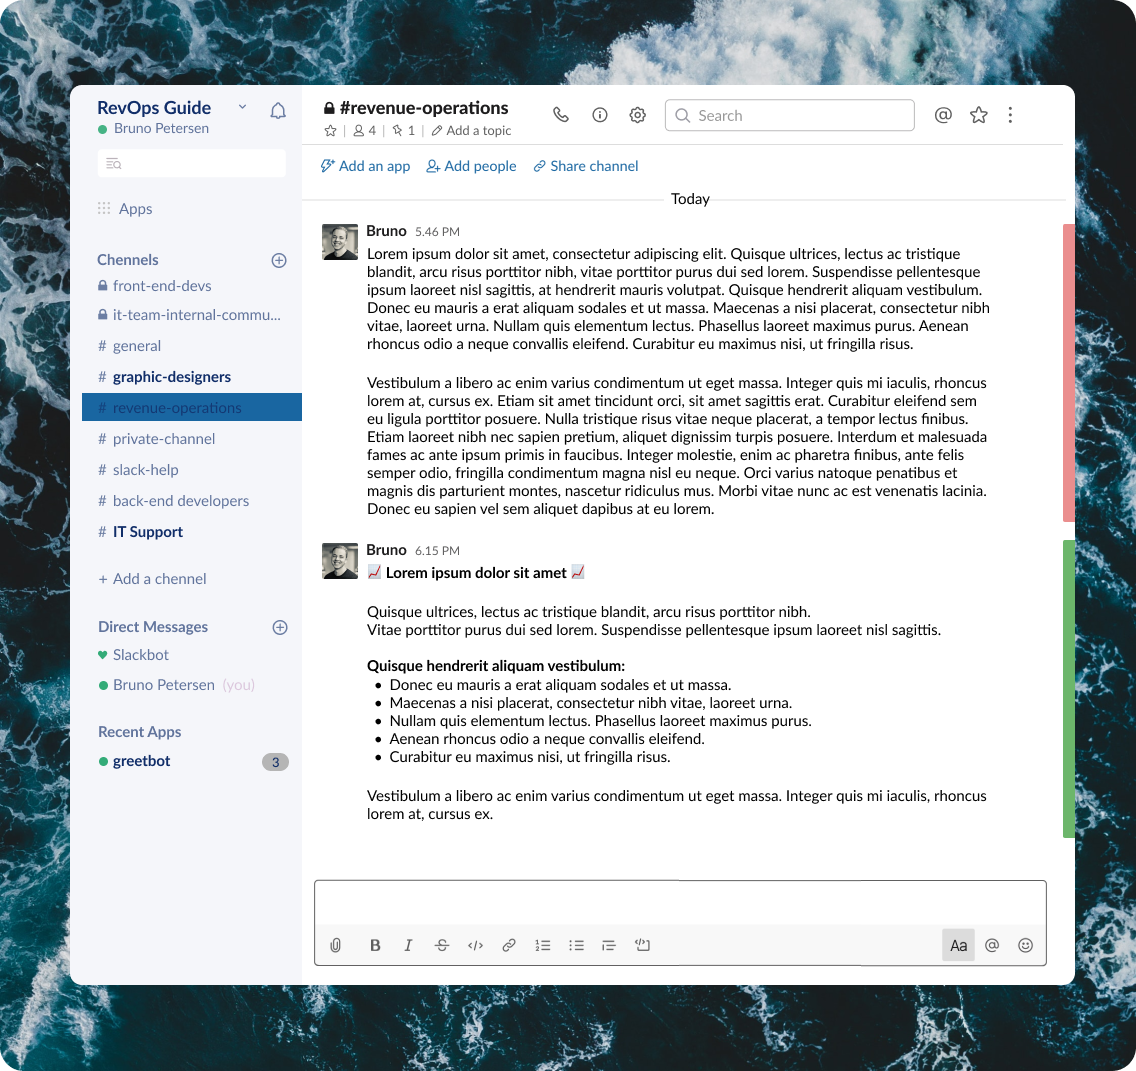 RevOps Guide
Bruno Petersen
Apps
Channels
front-end-devs
it-team-internal-commu...
# general
# graphic-designers
# revenue-operations
# private-channel
# slack-help
# back-end developers
# IT Support
+ Add a chennel
Direct Messages
Slackbot
Bruno Petersen (you)
Recent Apps
greetbot 3
#revenue-operations
4 | 1 | Add a topic
Search
Add an app Add people Share channel
Today
Bruno 5.46 PM
Lorem ipsum dolor sit amet, consectetur adipiscing elit. Quisque ultrices, lectus ac tristique
blandit, arcu risus porttitor nibh, vitae porttitor purus dui sed lorem. Suspendisse pellentesque
ipsum laoreet nisl sagittis, at hendrerit mauris volutpat. Quisque hendrerit aliquam vestibulum.
Donec eu mauris a erat aliquam sodales et ut massa. Maecenas a nisi placerat, consectetur nibh
vitae, laoreet urna. Nullam quis elementum lectus. Phasellus laoreet maximus purus. Aenean
rhoncus odio a neque convallis eleifend. Curabitur eu maximus nisi, ut fringilla risus.
Vestibulum a libero ac enim varius condimentum ut eget massa. Integer quis mi iaculis, rhoncus
lorem at, cursus ex. Etiam sit amet tincidunt orci, sit amet sagittis erat. Curabitur eleifend sem
eu ligula porttitor posuere. Nulla tristique risus vitae neque placerat, a tempor lectus finibus.
Etiam laoreet nibh nec sapien pretium, aliquet dignissim turpis posuere. Interdum et malesuada
fames ac ante ipsum primis in faucibus. Integer molestie, enim ac pharetra finibus, ante felis
semper odio, fringilla condimentum magna nisl eu neque. Orci varius natoque penatibus et
magnis dis parturient montes, nascetur ridiculus mus. Morbi vitae nunc ac est venenatis lacinia.
Donec eu sapien vel sem aliquet dapibus at eu lorem.
Bruno 6.15 PM
Lorem ipsum dolor sit amet
Quisque ultrices, lectus ac tristique blandit, arcu risus porttitor nibh.
Vitae porttitor purus dui sed lorem. Suspendisse pellentesque ipsum laoreet nisl sagittis.
Quisque hendrerit aliquam vestibulum:
• Donec eu mauris a erat aliquam sodales et ut massa.
• Maecenas a nisi placerat, consectetur nibh vitae, laoreet urna.
• Nullam quis elementum lectus. Phasellus laoreet maximus purus.
• Aenean rhoncus odio a neque convallis eleifend.
• Curabitur eu maximus nisi, ut fringilla risus.
Vestibulum a libero ac enim varius condimentum ut eget massa. Integer quis mi iaculis, rhoncus
lorem at, cursus ex.
B I S </> Aa @